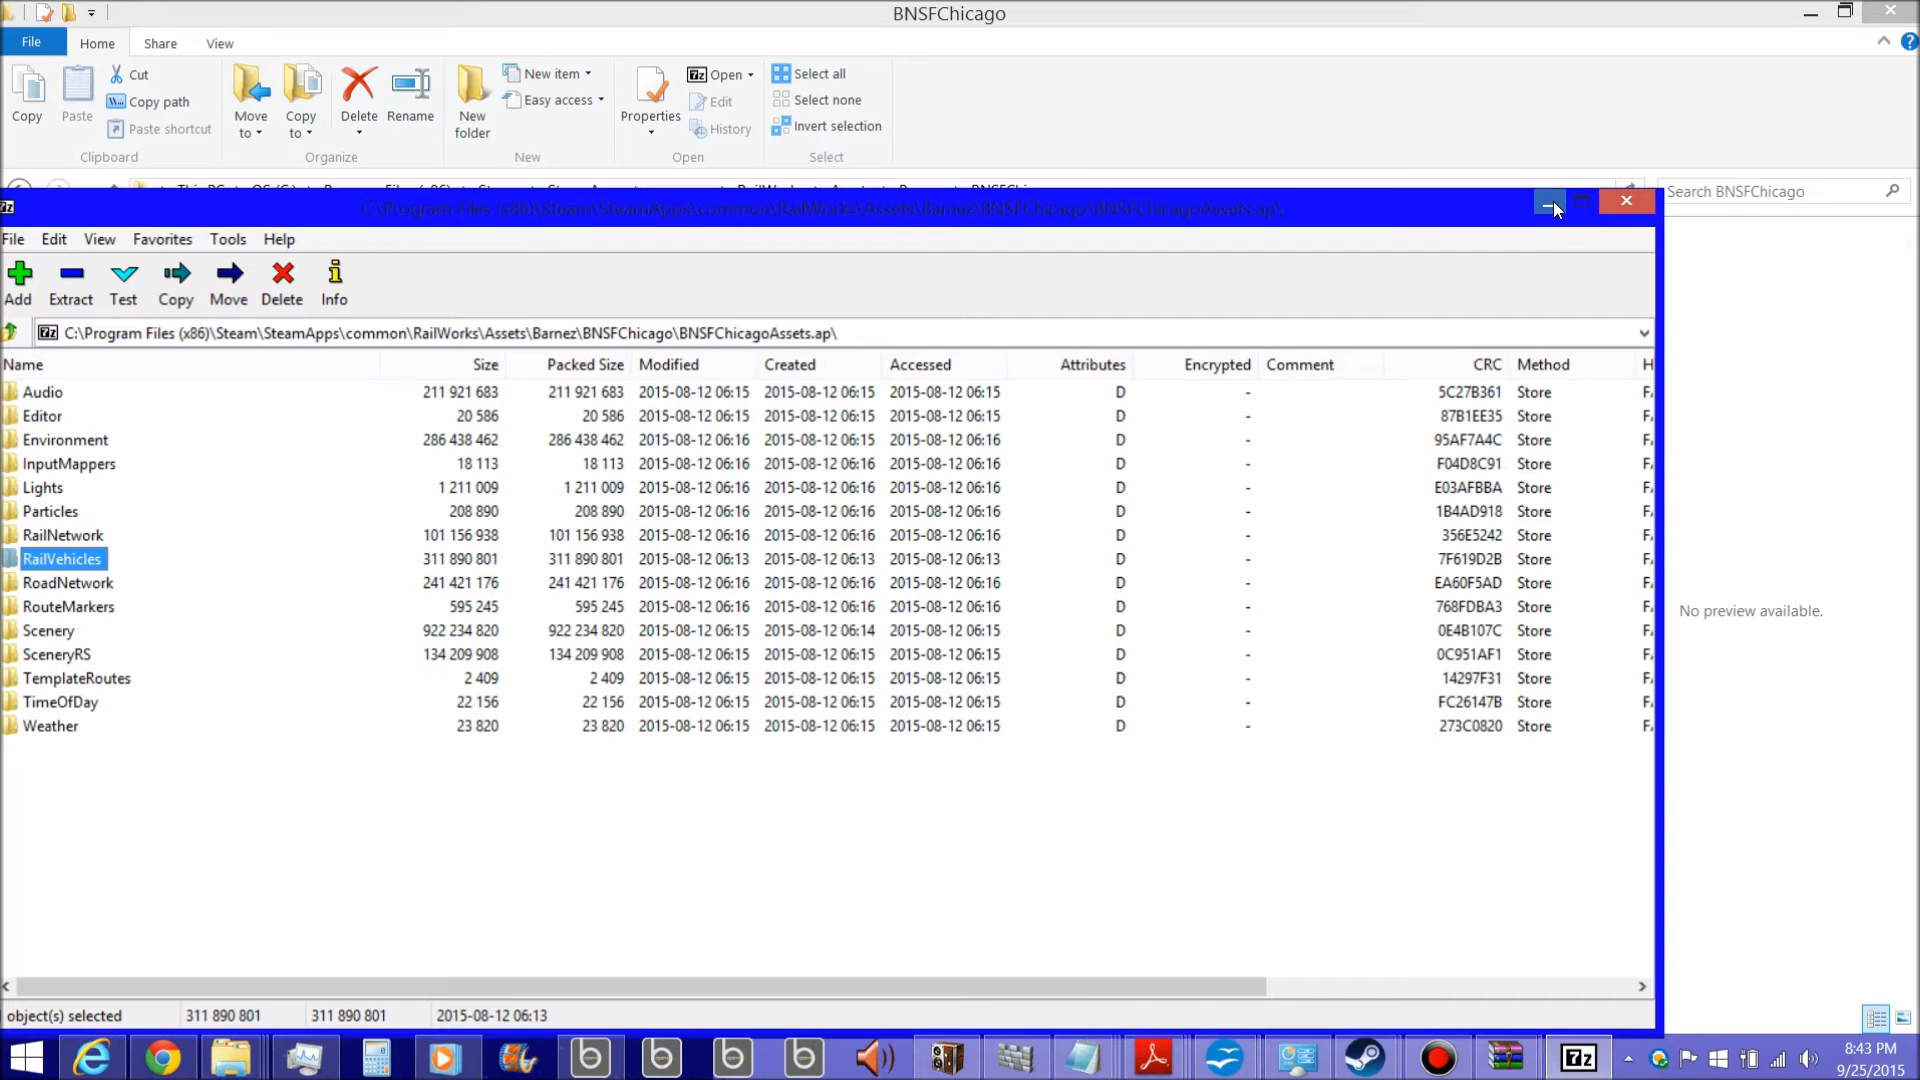 BNSFChicago
File Home Share View
Copy
Paste
Cut
Copy path
Paste shortcut
Clipboard
Move to
Copy to
Delete
Rename
Organize
New folder
New item
Easy access
New
Properties
Open
Edit
History
Open
Select all
Select none
Invert selection
Select
Search BNSFChicago
C:\Program Files (x86)\Steam\SteamApps\common\RailWorks\Assets\Barnez\BNSFChicago\BNSFChicagoAssets.ap\
File Edit View Favorites Tools Help
Add Extract Test Copy Move Delete Info
C:\Program Files (x86)\Steam\SteamApps\common\RailWorks\Assets\Barnez\BNSFChicago\BNSFChicagoAssets.ap\
Name Size Packed Size Modified Created Accessed Attributes Encrypted Comment CRC Method
Audio 211 921 683 211 921 683 2015-08-12 06:15 2015-08-12 06:15 2015-08-12 06:15 D - 5C27B361 Store
Editor 20 586 20 586 2015-08-12 06:15 2015-08-12 06:15 2015-08-12 06:15 D - 87B1EE35 Store
Environment 286 438 462 286 438 462 2015-08-12 06:16 2015-08-12 06:15 2015-08-12 06:16 D - 95AF7A4C Store
InputMappers 18 113 18 113 2015-08-12 06:16 2015-08-12 06:16 2015-08-12 06:16 D - F04D8C91 Store
Lights 1 211 009 1 211 009 2015-08-12 06:16 2015-08-12 06:16 2015-08-12 06:16 D - E03AFBBA Store
Particles 208 890 208 890 2015-08-12 06:16 2015-08-12 06:16 2015-08-12 06:16 D - 1B4AD918 Store
RailNetwork 101 156 938 101 156 938 2015-08-12 06:16 2015-08-12 06:16 2015-08-12 06:16 D - 356E5242 Store
RailVehicles 311 890 801 311 890 801 2015-08-12 06:13 2015-08-12 06:13 2015-08-12 06:13 D - 7F619D2B Store
RoadNetwork 241 421 176 241 421 176 2015-08-12 06:16 2015-08-12 06:16 2015-08-12 06:16 D - EA60F5AD Store
RouteMarkers 595 245 595 245 2015-08-12 06:16 2015-08-12 06:16 2015-08-12 06:16 D - 768FDBA3 Store
Scenery 922 234 820 922 234 820 2015-08-12 06:15 2015-08-12 06:14 2015-08-12 06:15 D - 0E4B107C Store
SceneryRS 134 209 908 134 209 908 2015-08-12 06:15 2015-08-12 06:15 2015-08-12 06:15 D - 0C951AF1 Store
TemplateRoutes 2 409 2 409 2015-08-12 06:15 2015-08-12 06:15 2015-08-12 06:15 D - 14297F31 Store
TimeOfDay 22 156 22 156 2015-08-12 06:15 2015-08-12 06:15 2015-08-12 06:15 D - FC26147B Store
Weather 23 820 23 820 2015-08-12 06:15 2015-08-12 06:15 2015-08-12 06:15 D - 273C0820 Store
No preview available.
object(s) selected 311 890 801 311 890 801 2015-08-12 06:13
7z
8:43 PM
9/25/2015